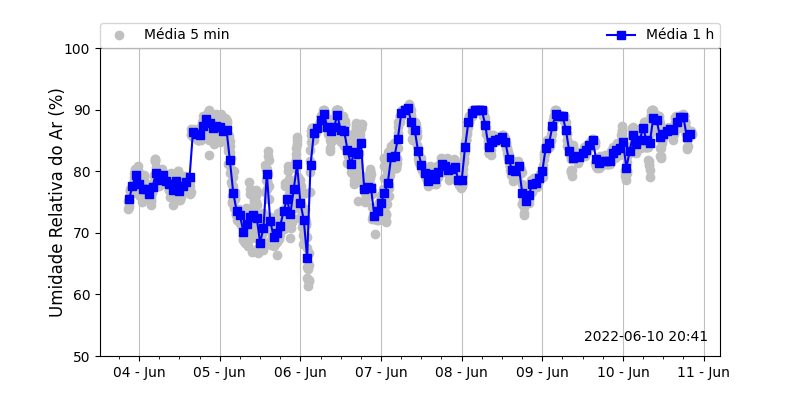 Média 5 min
Média 1 h
Umidade Relativa do Ar (%)
100
90
80
70
60
50
2022-06-10 20:41
04 - Jun
05 - Jun
06 - Jun
07 - Jun
08 - Jun
09 - Jun
10 - Jun
11 - Jun